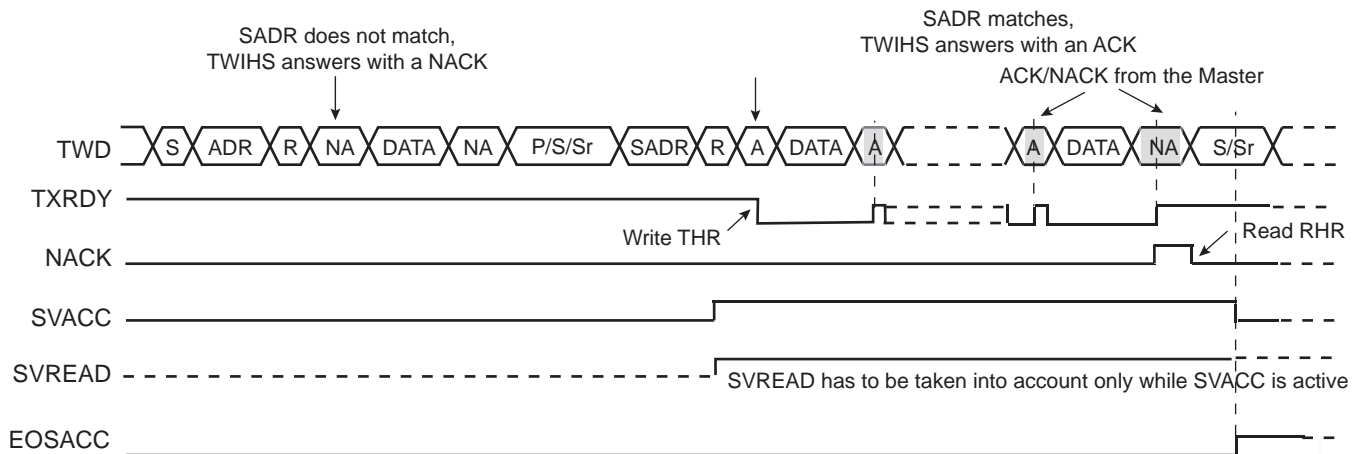 SADR does not match,
TWIHS answers with a NACK
SADR matches,
TWIHS answers with an ACK
ACK/NACK from the Master
TWD S ADR R NA DATA NA P/S/Sr SADR R A DATA A A DATA NA S/Sr
TXRDY
Write THR
Read RHR
NACK
SVACC
SVREAD
SVREAD has to be taken into account only while SVACC is active
EOSACC